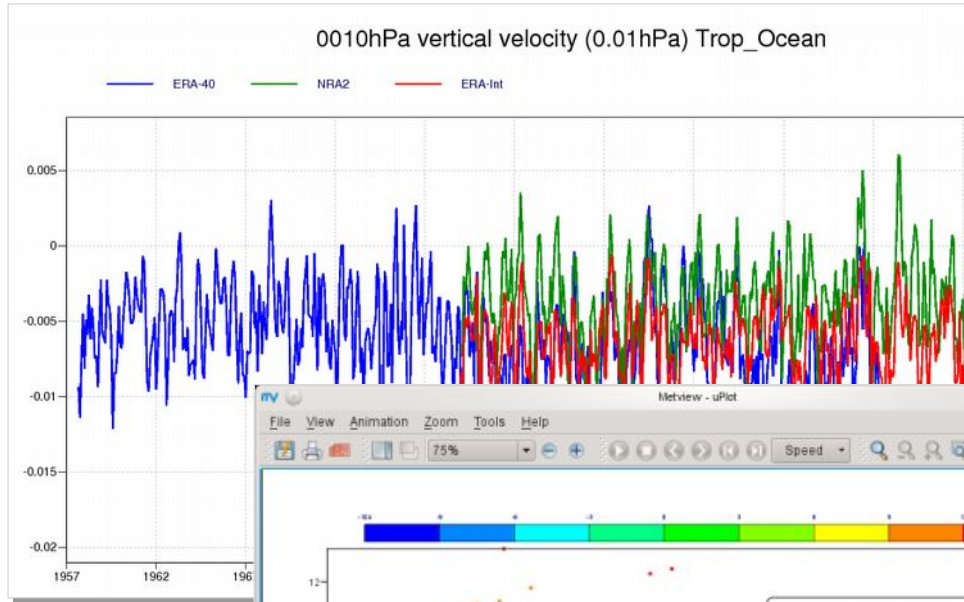 0010hPa vertical velocity (0.01hPa) Trop_Ocean
ERA-40 NRA2 ERA-Int
0.005
0
-0.005
-0.01
-0.015
-0.02
1957 1962
Metview - uPlot
File View Animation Zoom Tools Help
75% Speed
12